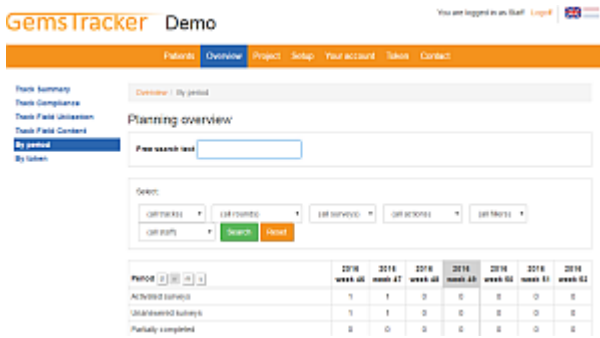 GemsTracker Demo
You are logged in as Staff Logoff
Patients Overview Project Setup Your account Token Contact
Track Summary
Track Compliance
Track Field Utilization
Track Field Content
By period
By token
Overview / By period
Planning overview
Free search text
Select:
(all tracks) (all rounds) (all surveys) (all actions) (all fillers)
(all staff) Search Reset
Period 2016 2016 2016 2016 2016 2016 2016
week 46 week 47 week 48 week 49 week 50 week 51 week 52
Activated surveys 1 1 0 0 0 0 0
Unanswered surveys 1 1 0 0 0 0 0
Partially completed 0 0 0 0 0 0 0